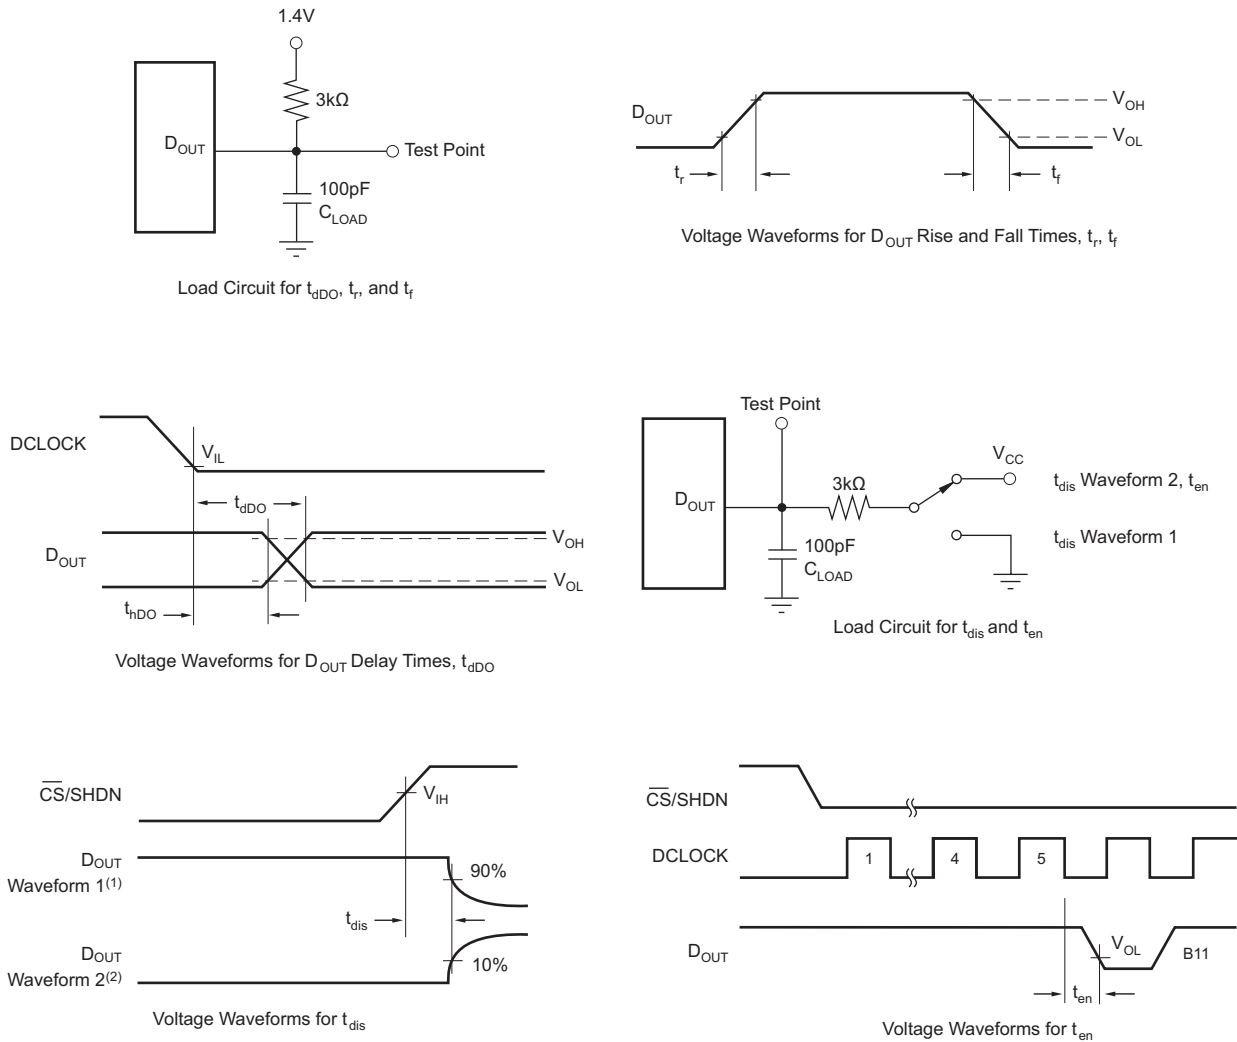 1.4V
3kΩ
DOUT
Test Point
100pF
CLOAD
Load Circuit for tdDO, tr, and tf
DOUT
VOH
VOL
tr
tf
Voltage Waveforms for DOUT Rise and Fall Times, tr, tf
DCLOCK
VIL
tdDO
DOUT
VOH
VOL
thDO
Voltage Waveforms for DOUT Delay Times, tdDO
Test Point
VCC
DOUT
3kΩ
tdis Waveform 2, ten
100pF
CLOAD
tdis Waveform 1
Load Circuit for tdis and ten
CS/SHDN
VIH
DOUT
Waveform 1(1)
90%
tdis
DOUT
Waveform 2(2)
10%
Voltage Waveforms for tdis
CS/SHDN
DCLOCK
1
4
5
DOUT
VOL
B11
ten
Voltage Waveforms for ten